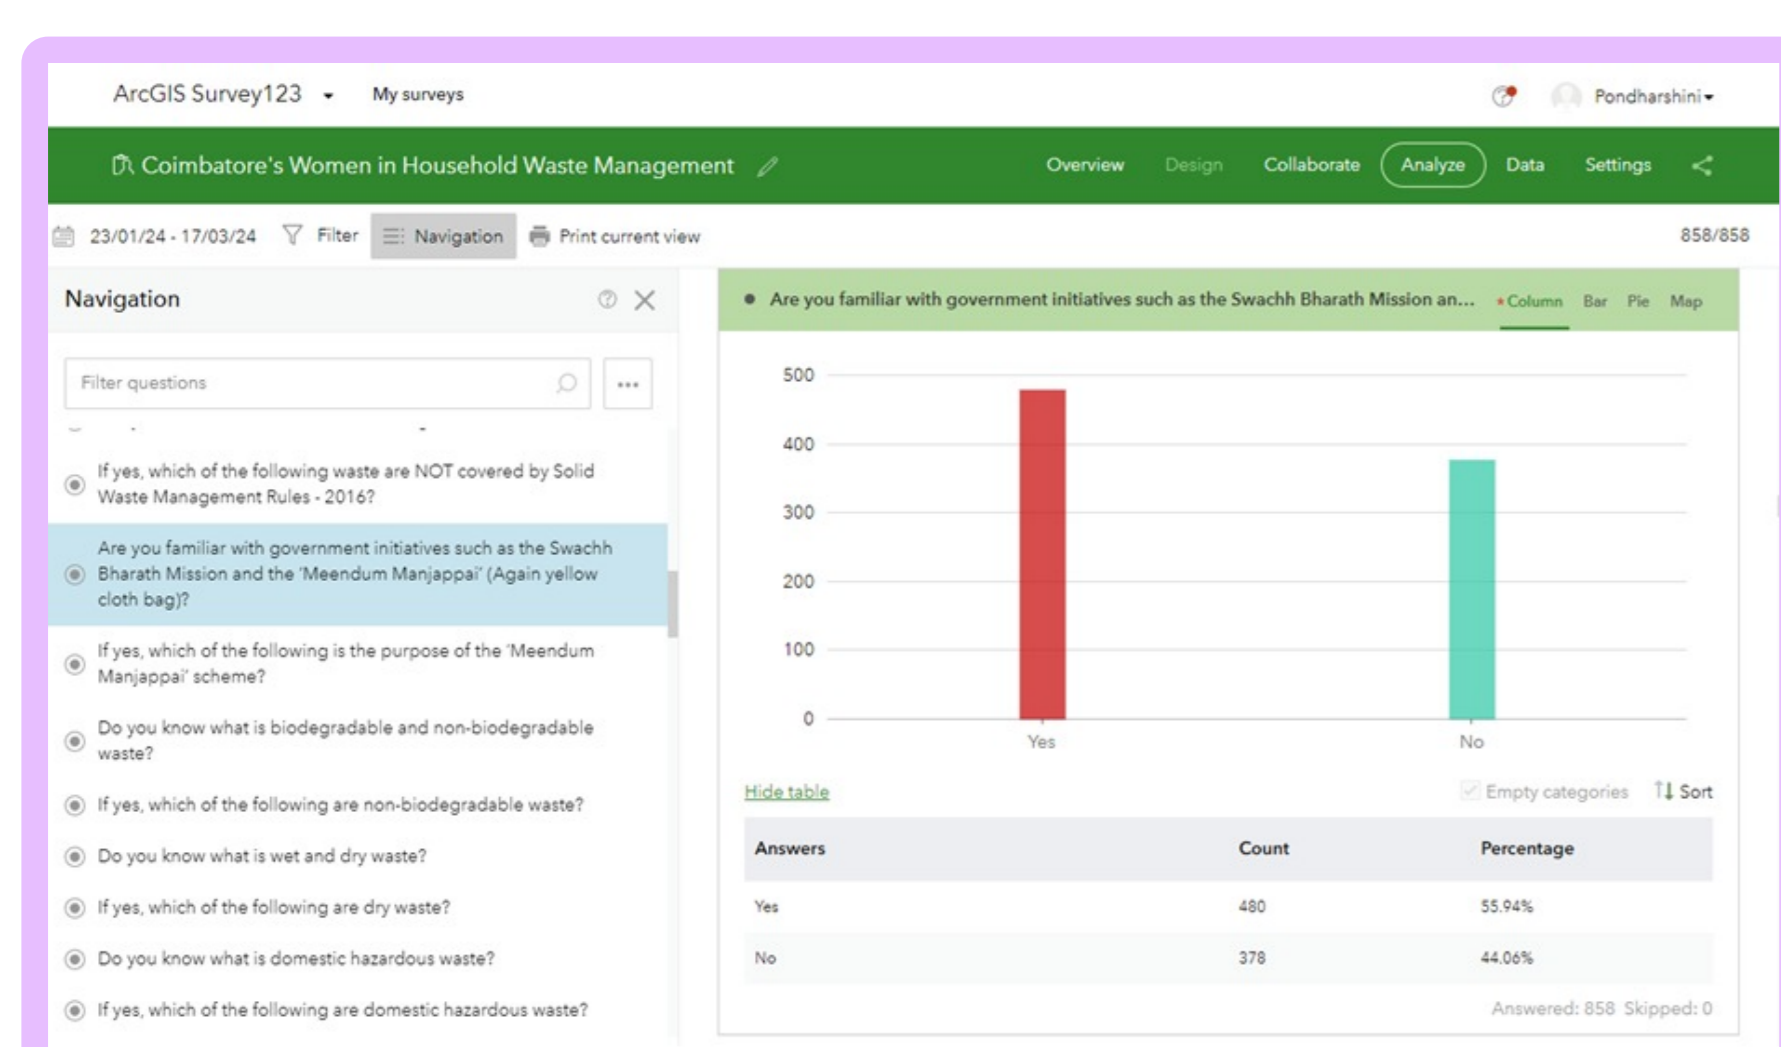 ArcGIS Survey123 My surveys Pondharshini
Coimbatore's Women in Household Waste Management Overview Design Collaborate Analyze Data Settings
23/01/24 - 17/03/24 Filter Navigation Print current view 858/858
Navigation
Filter questions
If yes, which of the following waste are NOT covered by Solid
Waste Management Rules - 2016?
Are you familiar with government initiatives such as the Swachh
Bharath Mission and the 'Meendum Manjappai' (Again yellow
cloth bag)?
If yes, which of the following is the purpose of the 'Meendum
Manjappai' scheme?
Do you know what is biodegradable and non-biodegradable
waste?
If yes, which of the following are non-biodegradable waste?
Do you know what is wet and dry waste?
If yes, which of the following are dry waste?
Do you know what is domestic hazardous waste?
If yes, which of the following are domestic hazardous waste?
Are you familiar with government initiatives such as the Swachh Bharath Mission an... Column Bar Pie Map
500
400
300
200
100
0
Yes No
Hide table Empty categories Sort
Answers Count Percentage
Yes 480 55.94%
No 378 44.06%
Answered: 858 Skipped: 0